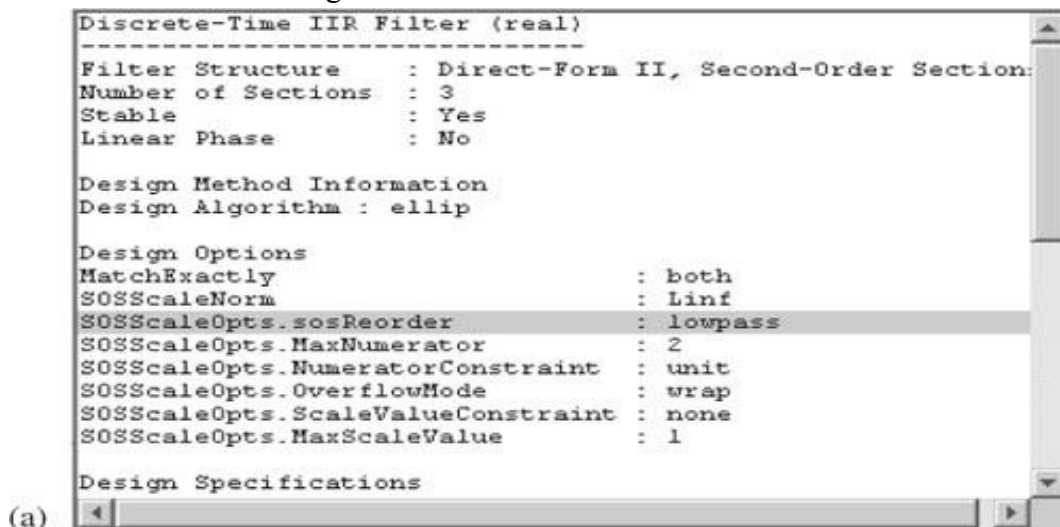 Discrete-Time IIR Filter (real)
-------------------------------
Filter Structure : Direct-Form II, Second-Order Section
Number of Sections : 3
Stable : Yes
Linear Phase : No
Design Method Information
Design Algorithm : ellip
Design Options
MatchExactly : both
SOSScaleNorm : Linf
SOSScaleOpts.sosReorder : lowpass
SOSScaleOpts.MaxNumerator : 2
SOSScaleOpts.NumeratorConstraint : unit
SOSScaleOpts.OverflowMode : wrap
SOSScaleOpts.ScaleValueConstraint : none
SOSScaleOpts.MaxScaleValue : 1
Design Specifications
(a)